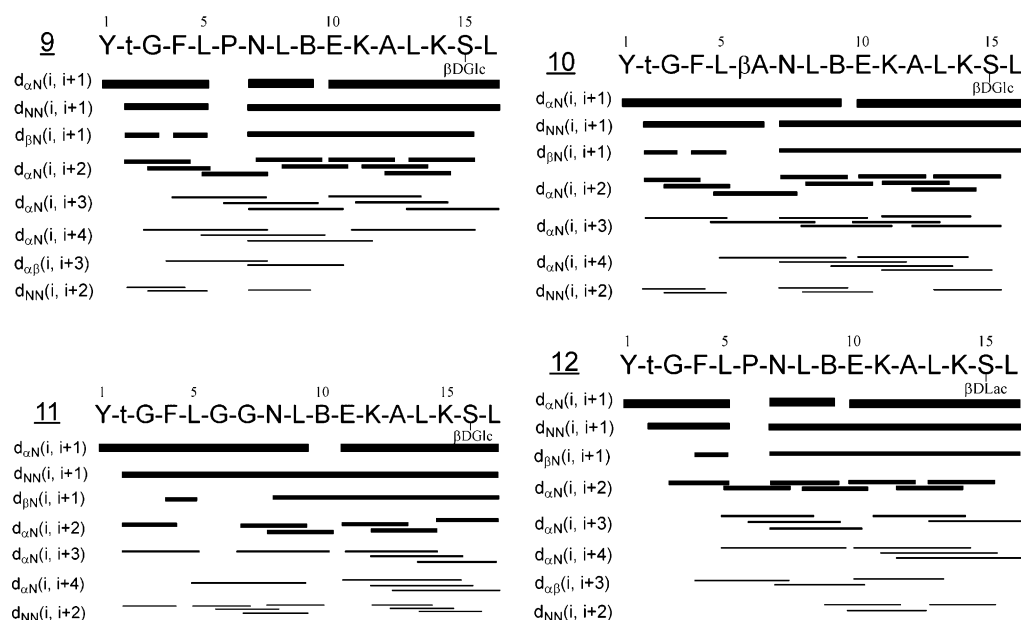 1 5 10 15
9 Y-t-G-F-L-P-N-L-B-E-K-A-L-K-S-L
βDGlc
dαN(i, i+1)
dNN(i, i+1)
dβN(i, i+1)
dαN(i, i+2)
dαN(i, i+3)
dαN(i, i+4)
dαβ(i, i+3)
dNN(i, i+2)
1 5 10 15
10 Y-t-G-F-L-βA-N-L-B-E-K-A-L-K-S-L
βDGlc
dαN(i, i+1)
dNN(i, i+1)
dβN(i, i+1)
dαN(i, i+2)
dαN(i, i+3)
dαN(i, i+4)
dNN(i, i+2)
1 5 10 15
11 Y-t-G-F-L-G-G-N-L-B-E-K-A-L-K-S-L
βDGlc
dαN(i, i+1)
dNN(i, i+1)
dβN(i, i+1)
dαN(i, i+2)
dαN(i, i+3)
dαN(i, i+4)
dNN(i, i+2)
12
1 5 10 15
Y-t-G-F-L-P-N-L-B-E-K-A-L-K-S-L
βDLac
dαN(i, i+1)
dNN(i, i+1)
dβN(i, i+1)
dαN(i, i+2)
dαN(i, i+3)
dαN(i, i+4)
dαβ(i, i+3)
dNN(i, i+2)